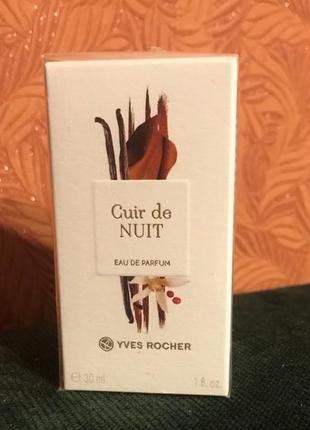 Cuir de
NUIT
EAU DE PARFUM
YVES ROCHER
℮ 30 ml 1 fl. oz.